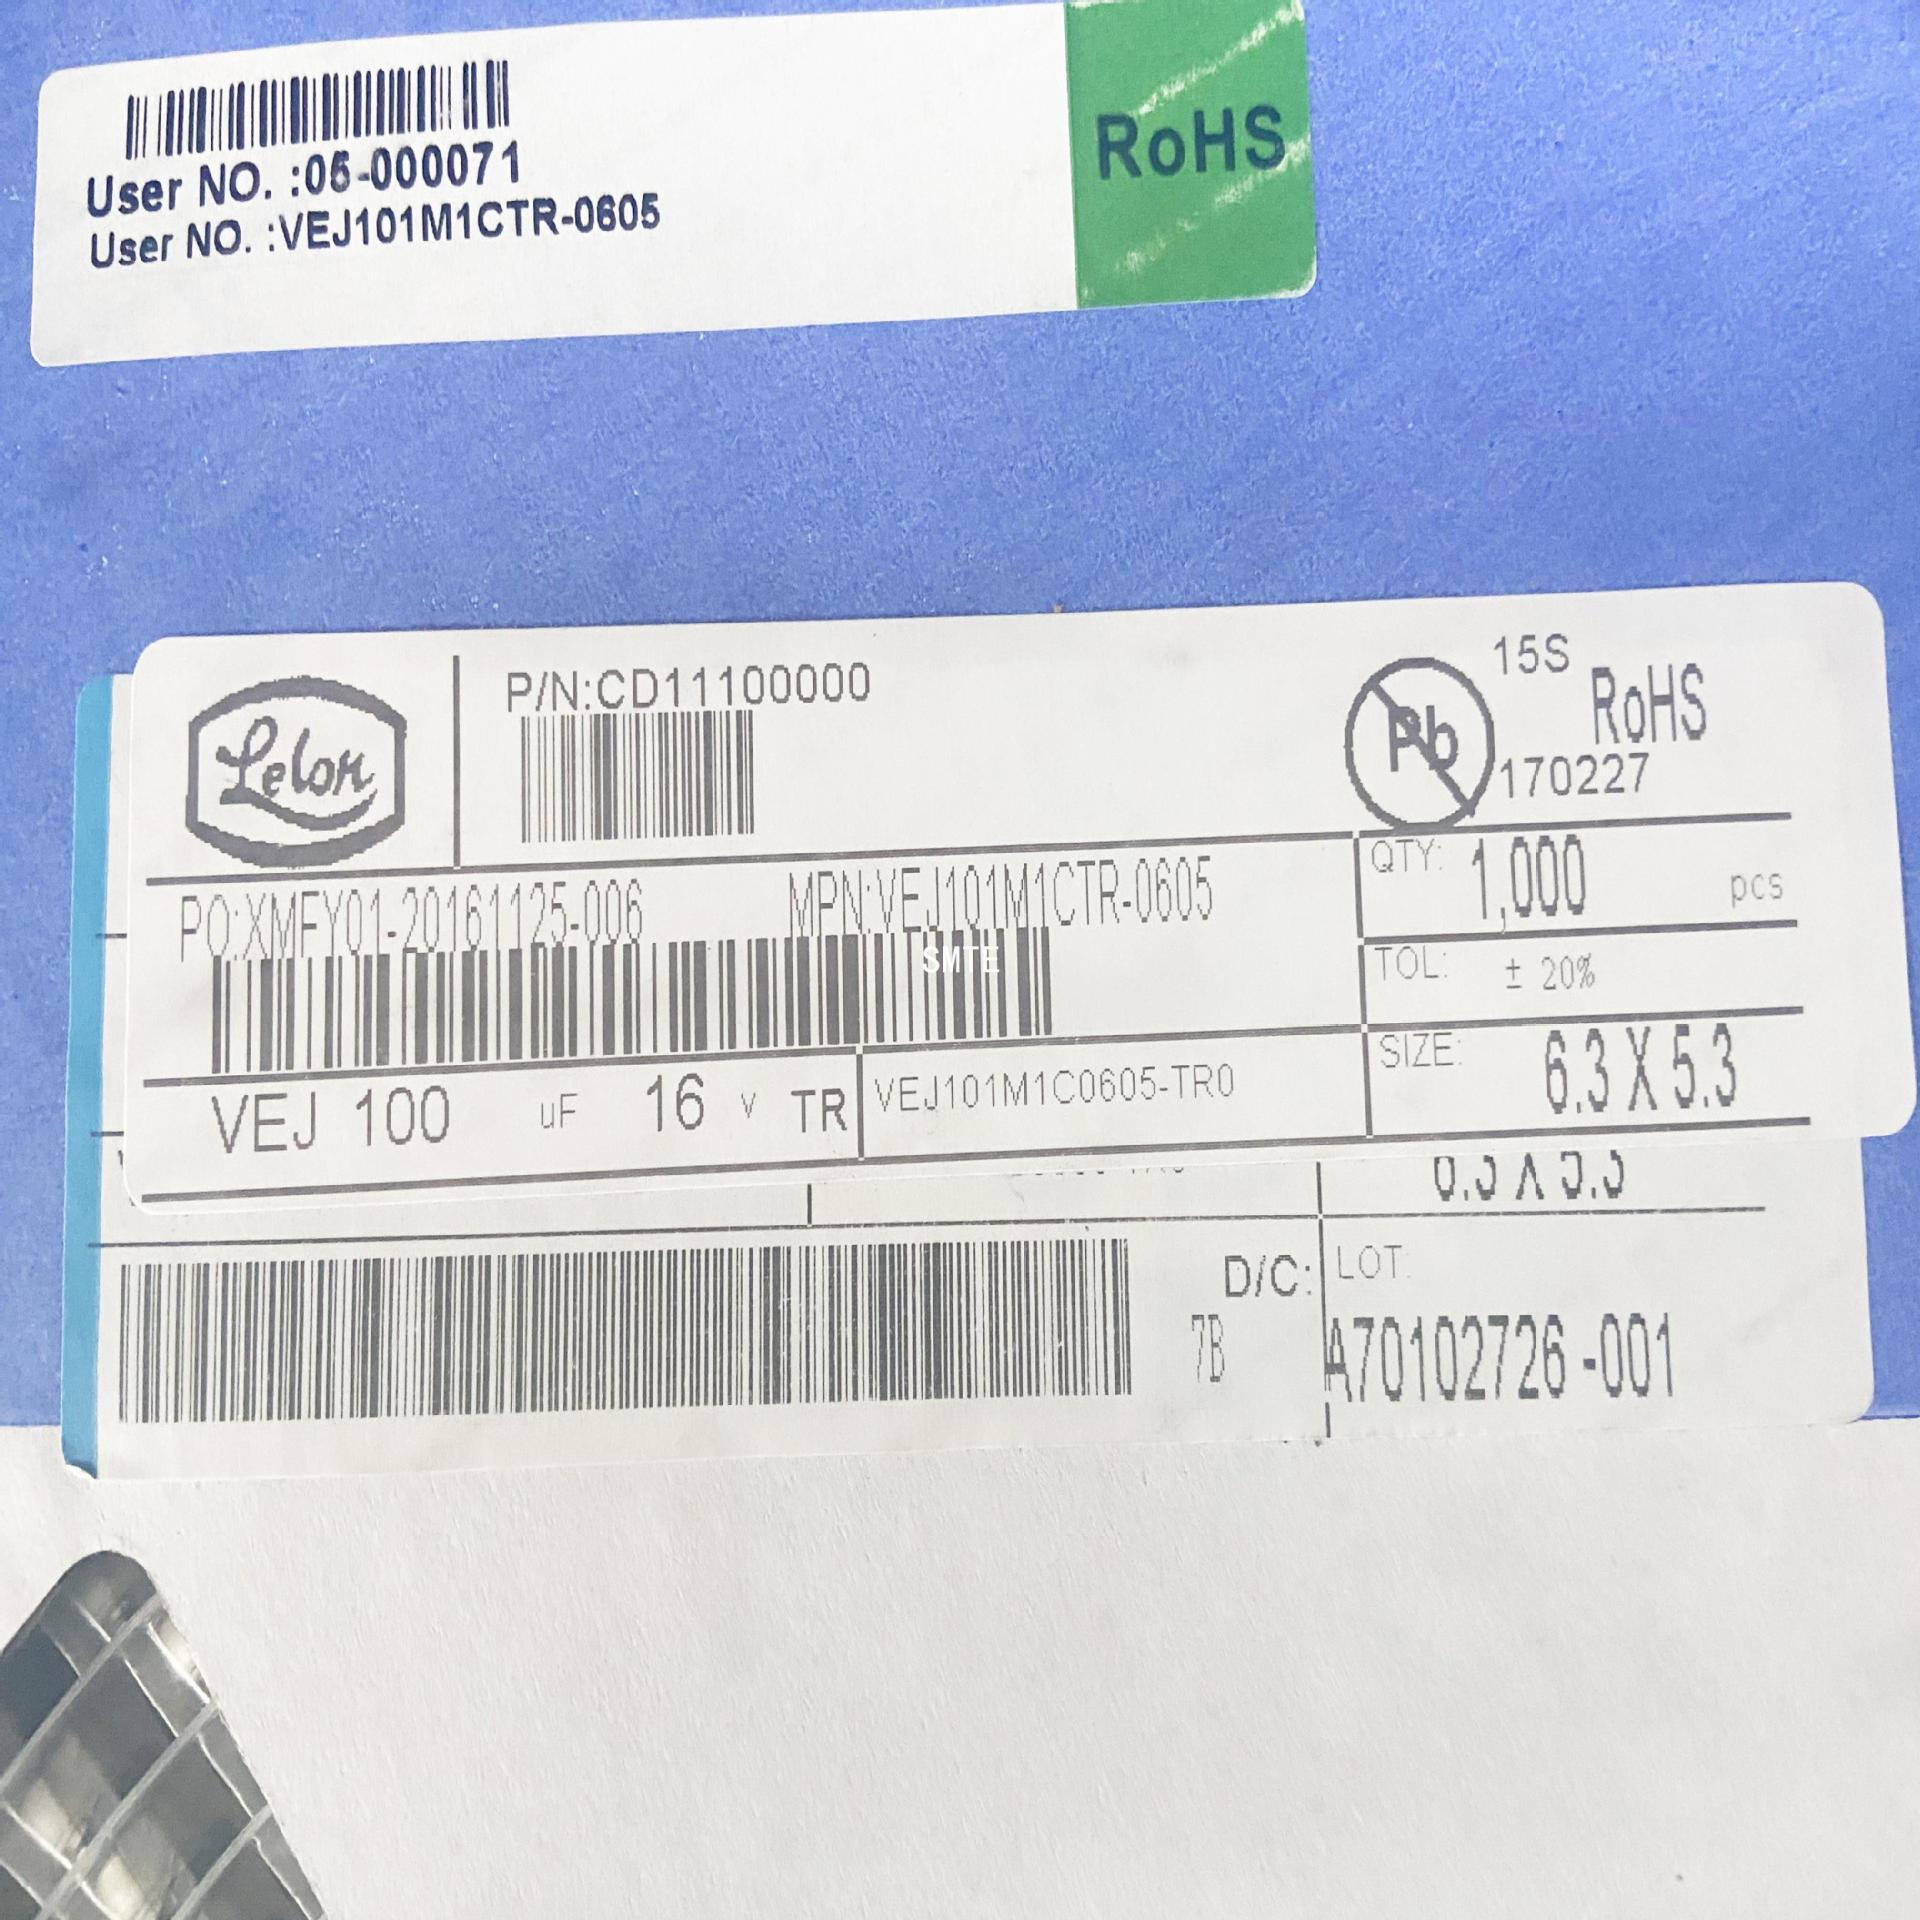 User NO. :05-000071
User NO. :VEJ101M1CTR-0605
RoHS
Lelon
P/N:CD11100000
Pb
15S
RoHS
170227
PO:XMFY01-20161125-006
MPN:VEJ101M1CTR-0605
SMTE
QTY: 1,000 pcs
TOL: ± 20%
SIZE: 6.3 X 5.3
VEJ 100 uF 16 V TR
VEJ101M1C0605-TR0
D/C:
7B
LOT:
A70102726-001